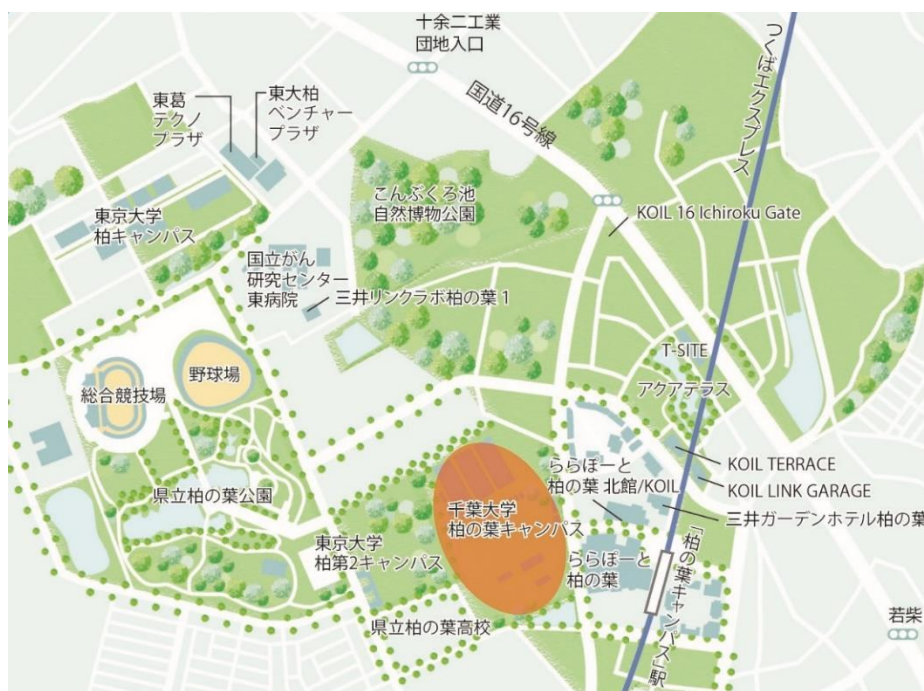 十余二工業
団地入口
つくばエクスプレス
国道16号線
東葛
テクノ
プラザ
東大柏
ベンチャー
プラザ
こんぶくろ池
自然博物公園
KOIL 16 Ichiroku Gate
東京大学
柏キャンパス
国立がん
研究センター
東病院
三井リンクラボ柏の葉1
T-SITE
アクアテラス
野球場
総合競技場
ららぽーと
柏の葉 北館/KOIL
KOIL TERRACE
KOIL LINK GARAGE
三井ガーデンホテル柏の葉
県立柏の葉公園
千葉大学
柏の葉キャンパス
東京大学
柏第2キャンパス
ららぽーと
柏の葉
「柏の葉キャンパス」駅
県立柏の葉高校
若柴